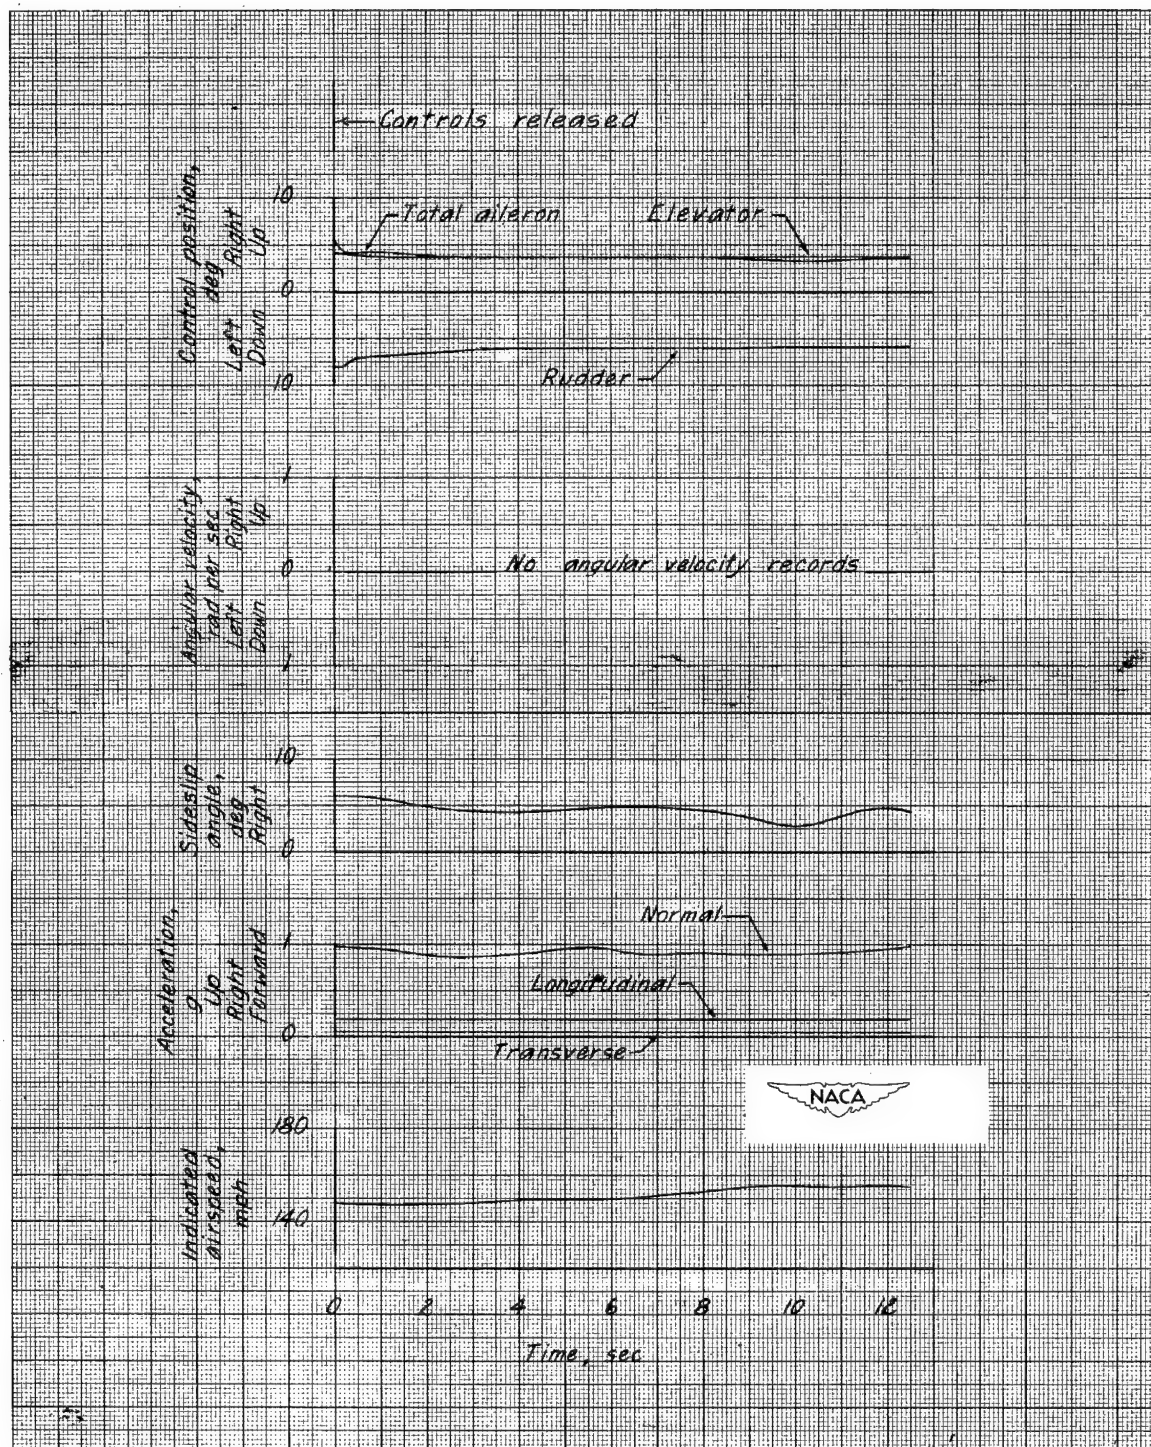 Controls released
Control position,
deg
Left Right
Down Up
10
0
10
Total aileron
Elevator
Rudder
Angular velocity,
rad per sec
Left Right
Down Up
1
0
1
No angular velocity records
Sideslip
angle,
deg
Right
10
0
Acceleration,
g
Up
Right
Forward
1
0
Normal
Longitudinal
Transverse
NACA
Indicated
airspeed,
mph
180
140
0 2 4 6 8 10 12
Time, sec